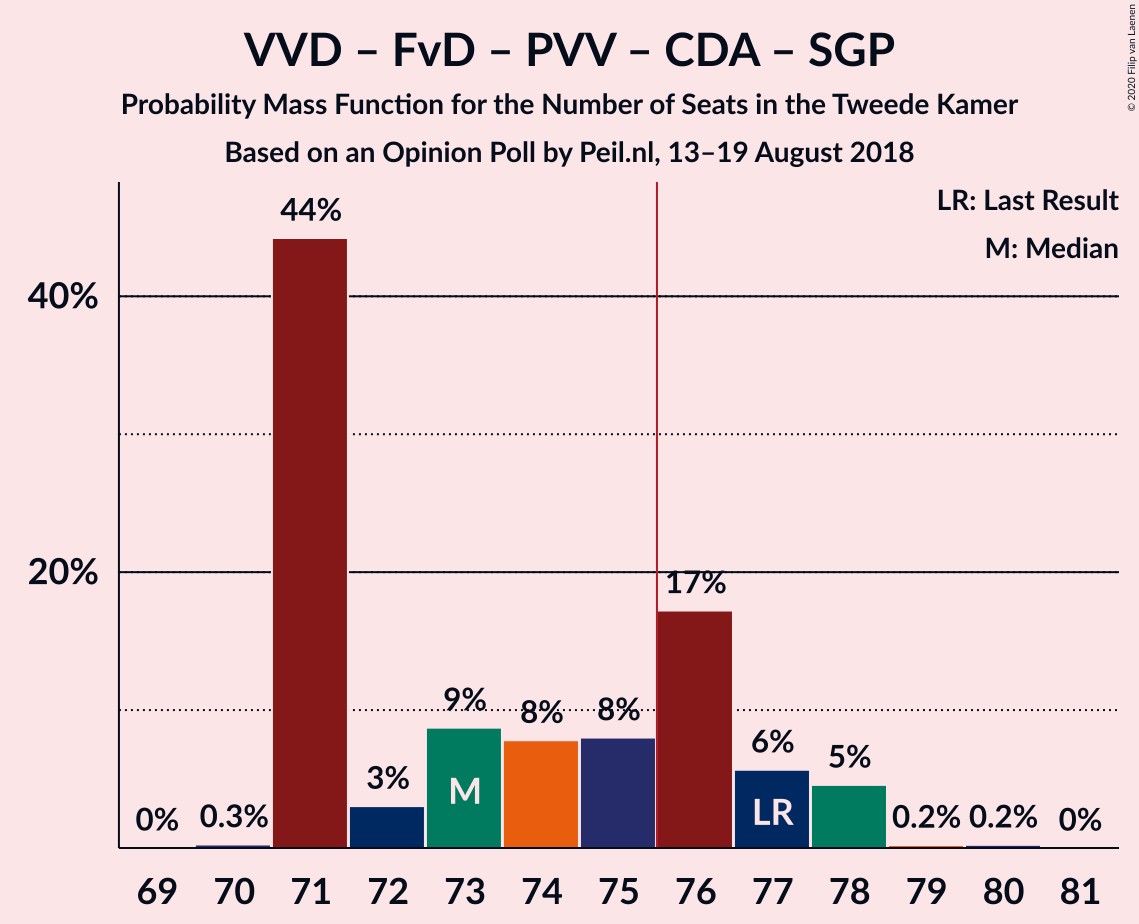 VVD – FvD – PVV – CDA – SGP
Probability Mass Function for the Number of Seats in the Tweede Kamer
Based on an Opinion Poll by Peil.nl, 13–19 August 2018
© 2020 Filip van Laenen
LR: Last Result
M: Median
40%
20%
0%
0.3%
44%
3%
9%
8%
8%
17%
6%
5%
0.2%
0.2%
0%
M
LR
69 70 71 72 73 74 75 76 77 78 79 80 81